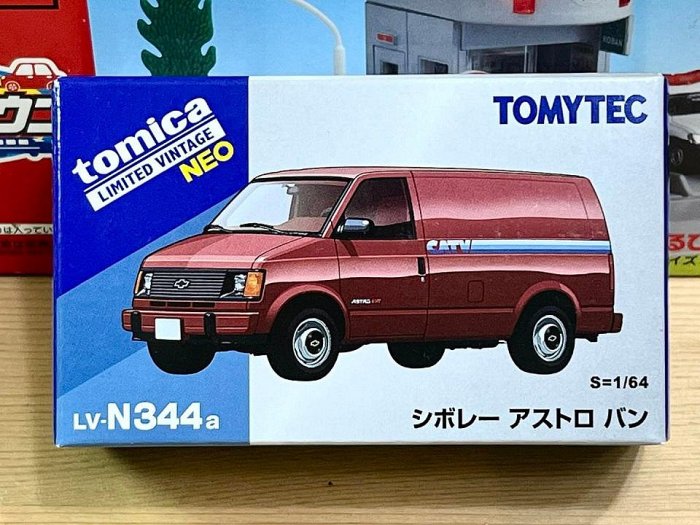 tomica
LIMITED VINTAGE
NEO
TOMYTEC
CATV
ASTRO
S=1/64
LV-N344a
シボレー アストロ バン
KOBAN